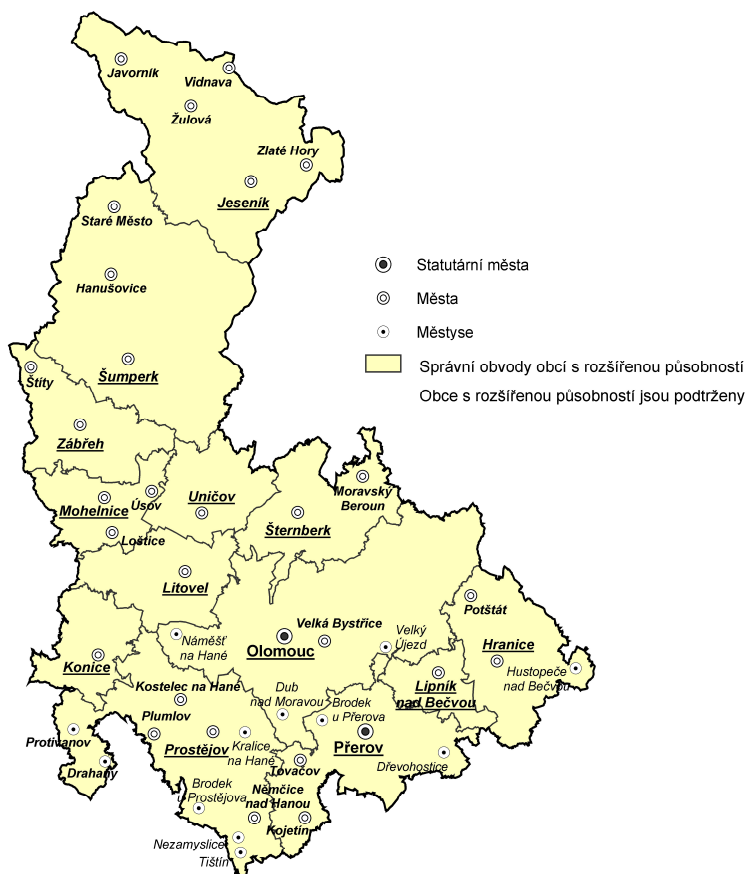 Javorník
Vidnava
Žulová
Zlaté Hory
Jeseník
Staré Město
Hanušovice
Statutární města
Města
Městyse
Správní obvody obcí s rozšířenou působností
Obce s rozšířenou působností jsou podtrženy
Štíty
Šumperk
Zábřeh
Moravský
Beroun
Uničov
Úsov
Mohelnice
Šternberk
Loštice
Litovel
Potštát
Velká Bystřice
Velký
Újezd
Náměšť
na Hané
Olomouc
Hranice
Konice
Hustopeče
nad Bečvou
Lipník
nad Bečvou
Kostelec na Hané
Dub
nad Moravou
Brodek
u Přerova
Plumlov
Protivanov
Prostějov
Kralice
na Hané
Přerov
Drahany
Tovačov
Dřevohostice
Brodek
u Prostějova
Němčice
nad Hanou
Kojetín
Nezamyslice
Tištín